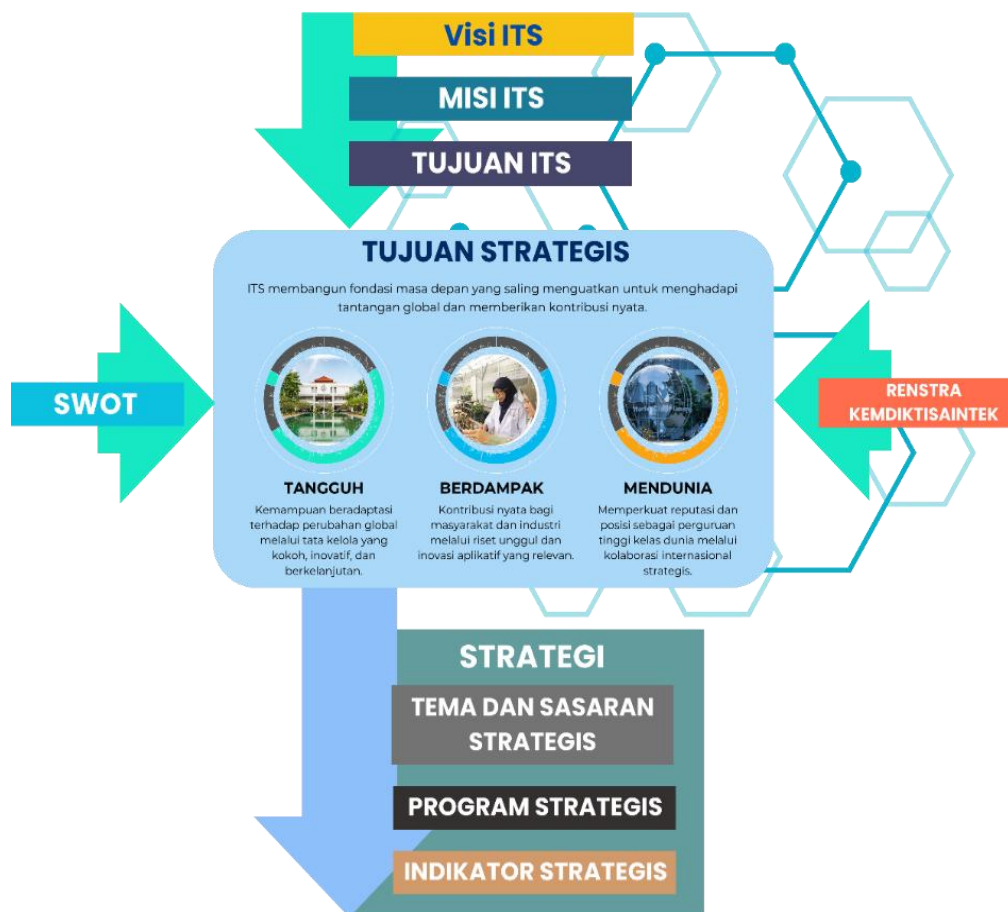 Visi ITS
MISI ITS
TUJUAN ITS
TUJUAN STRATEGIS
ITS membangun fondasi masa depan yang saling menguatkan untuk menghadapi
tantangan global dan memberikan kontribusi nyata.
SWOT
RENSTRA
KEMDIKTISAINTEK
TANGGUH
Kemampuan beradaptasi
terhadap perubahan global
melalui tata kelola yang
kokoh, inovatif, dan
berkelanjutan.
BERDAMPAK
Kontribusi nyata bagi
masyarakat dan industri
melalui riset unggul dan
inovasi aplikatif yang relevan.
MENDUNIA
Memperkuat reputasi dan
posisi sebagai perguruan
tinggi kelas dunia melalui
kolaborasi internasional
strategis.
STRATEGI
TEMA DAN SASARAN
STRATEGIS
PROGRAM STRATEGIS
INDIKATOR STRATEGIS